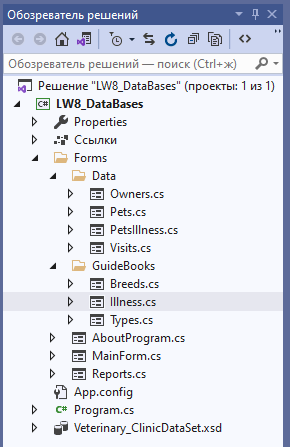 Обозреватель решений
Обозреватель решений — поиск (Ctrl+ж)
Решение "LW8_DataBases" (проекты: 1 из 1)
LW8_DataBases
Properties
Ссылки
Forms
Data
Owners.cs
Pets.cs
PetsIllness.cs
Visits.cs
GuideBooks
Breeds.cs
Illness.cs
Types.cs
AboutProgram.cs
MainForm.cs
Reports.cs
App.config
Program.cs
Veterinary_ClinicDataSet.xsd